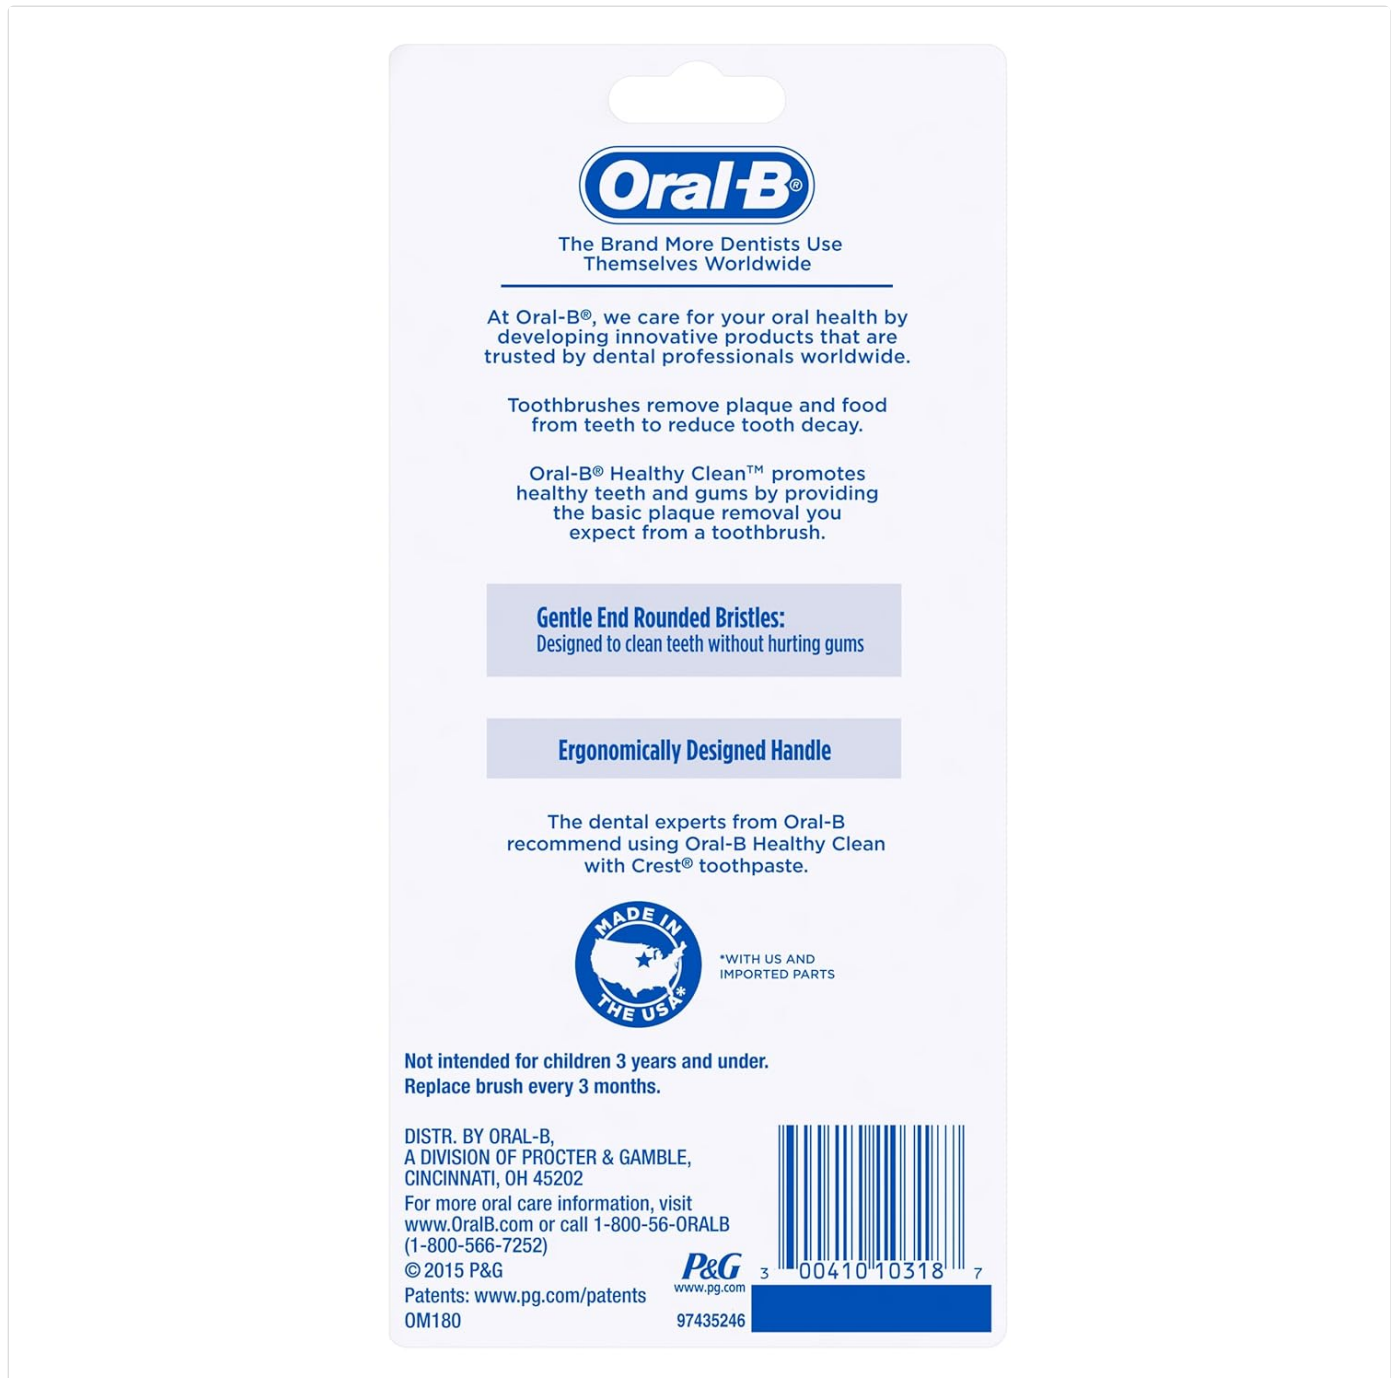 Oral-B®
The Brand More Dentists Use
Themselves Worldwide
At Oral-B®, we care for your oral health by
developing innovative products that are
trusted by dental professionals worldwide.
Toothbrushes remove plaque and food
from teeth to reduce tooth decay.
Oral-B® Healthy Clean™ promotes
healthy teeth and gums by providing
the basic plaque removal you
expect from a toothbrush.
Gentle End Rounded Bristles:
Designed to clean teeth without hurting gums
Ergonomically Designed Handle
The dental experts from Oral-B
recommend using Oral-B Healthy Clean
with Crest® toothpaste.
MADE IN
THE USA*
*WITH US AND
IMPORTED PARTS
Not intended for children 3 years and under.
Replace brush every 3 months.
DISTR. BY ORAL-B,
A DIVISION OF PROCTER & GAMBLE,
CINCINNATI, OH 45202
For more oral care information, visit
www.OralB.com or call 1-800-56-ORALB
(1-800-566-7252)
© 2015 P&G
Patents: www.pg.com/patents
OM180
P&G
www.pg.com
97435246
3 00410 10318 7